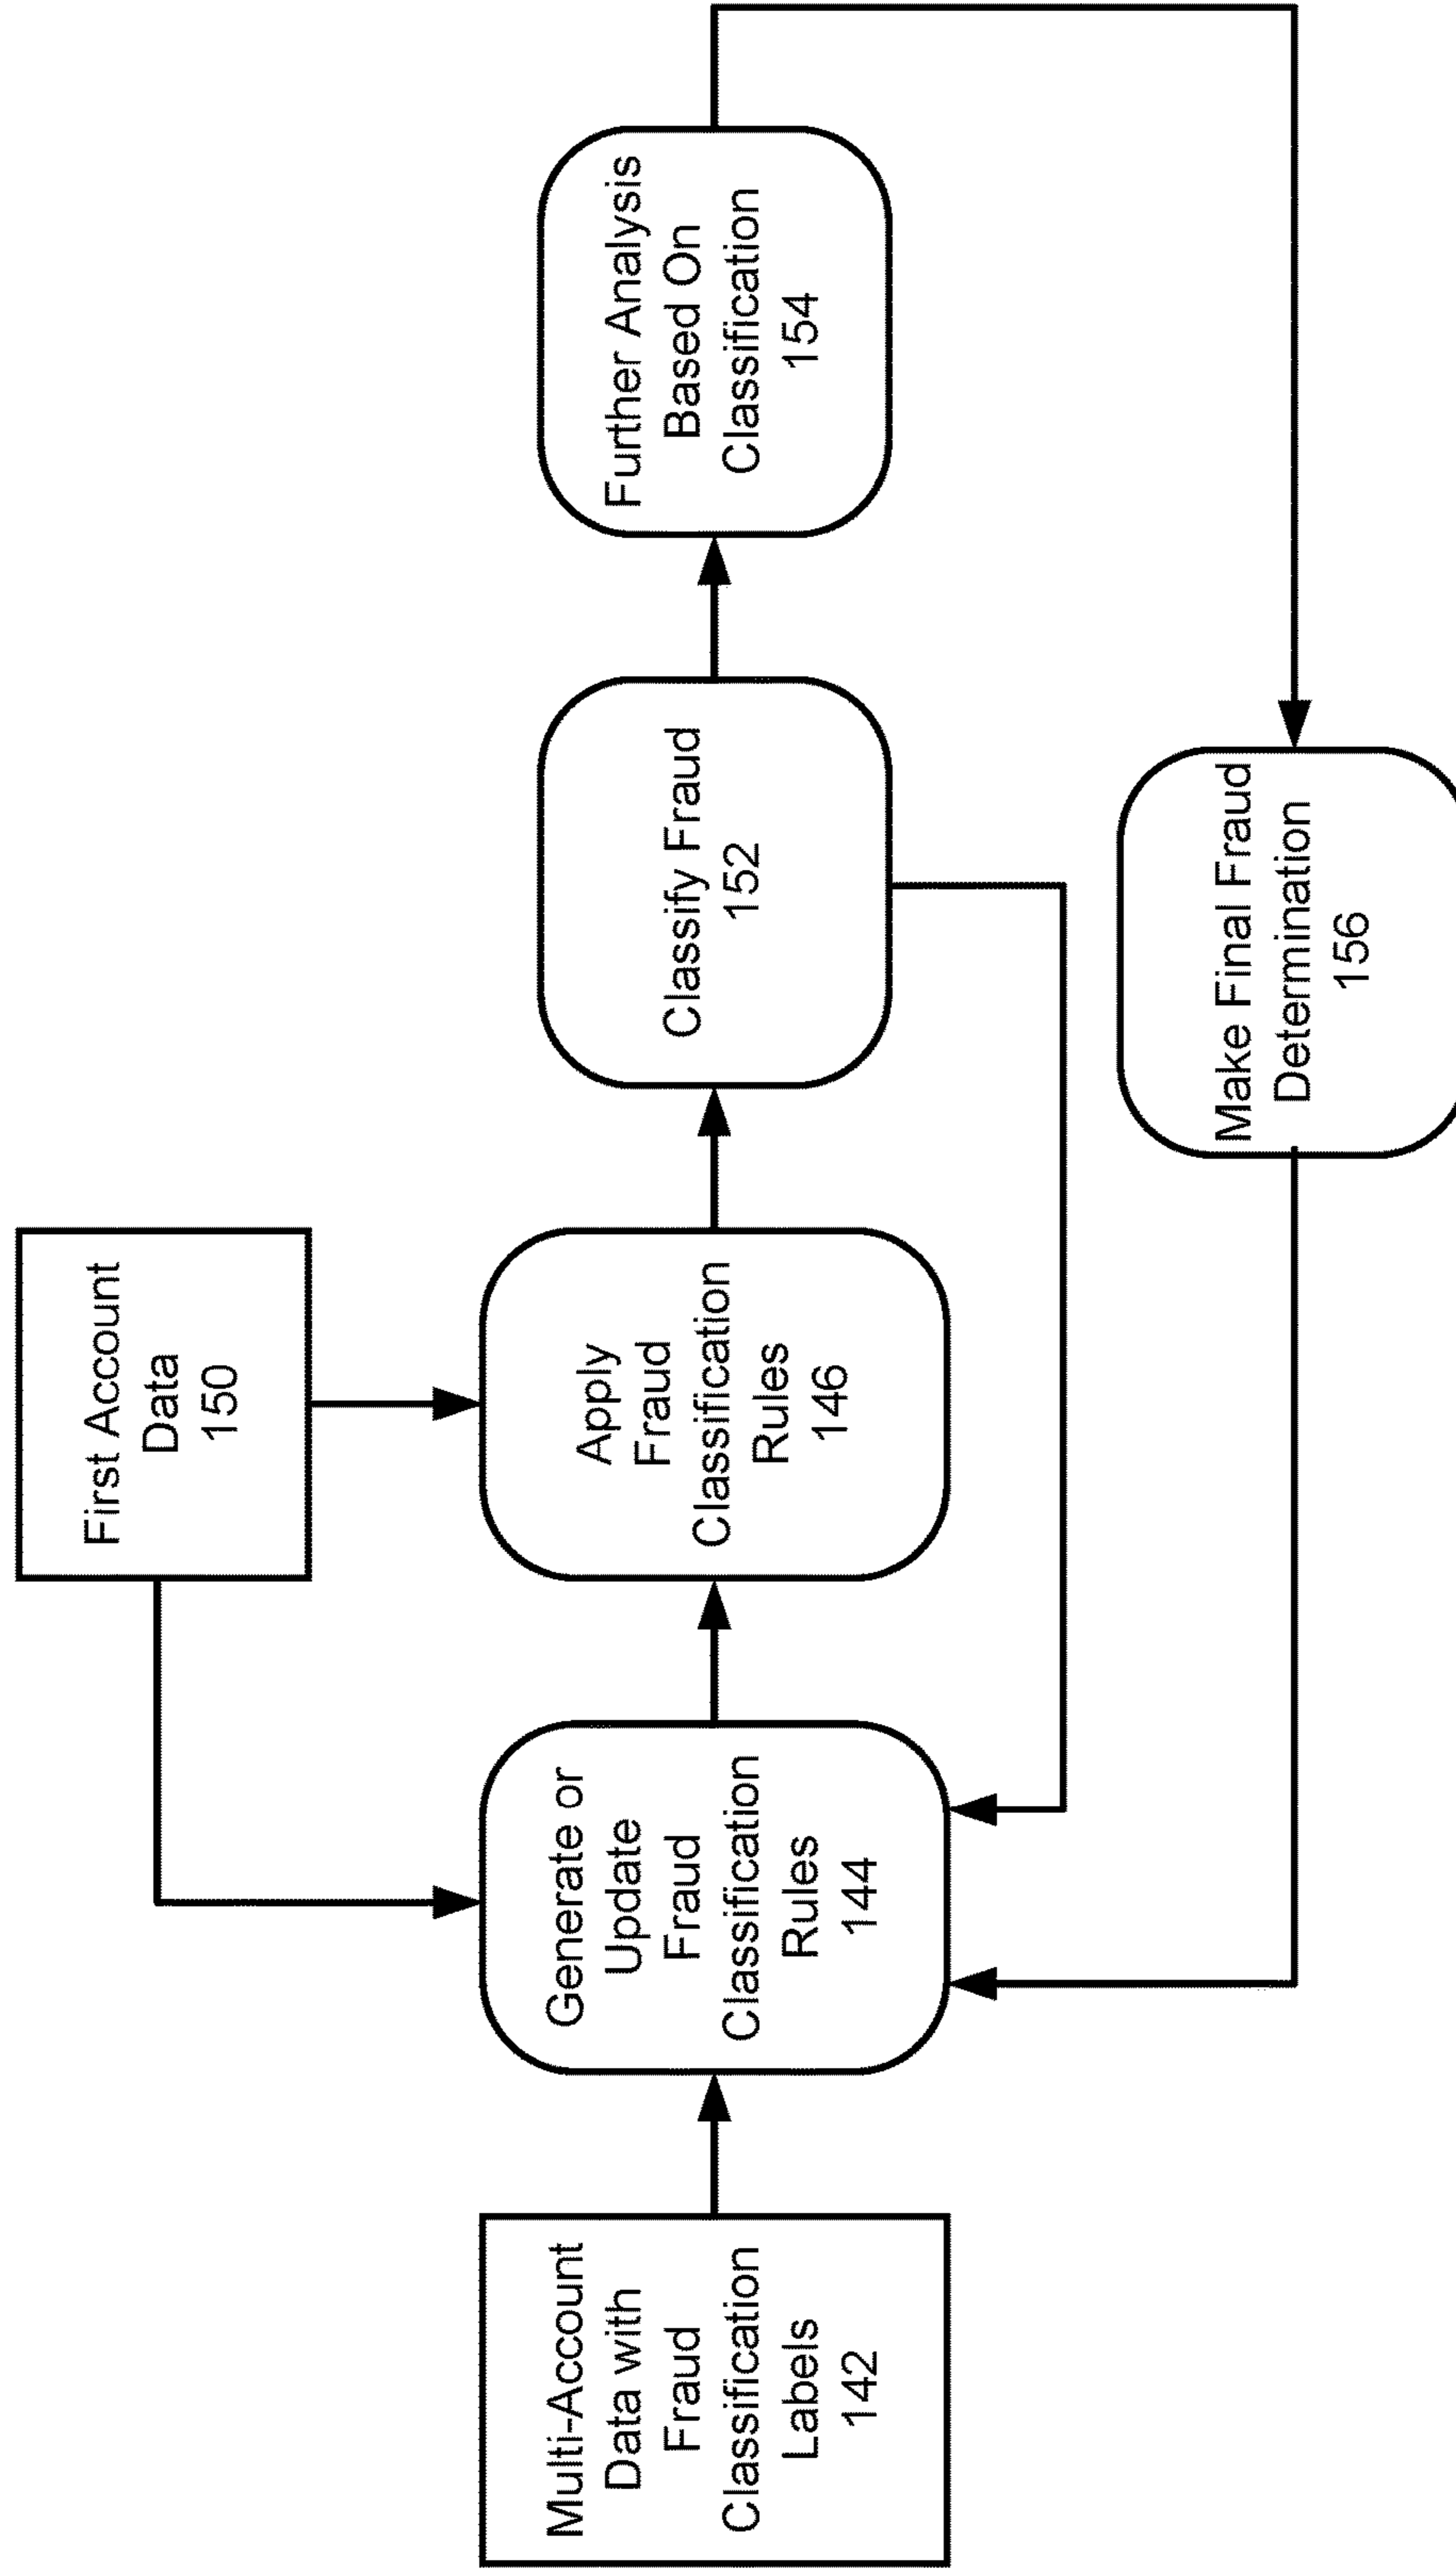 First Account
Data
150
Multi-Account
Data with
Fraud
Classification
Labels
142
Generate or
Update
Fraud
Classification
Rules
144
Apply
Fraud
Classification
Rules
146
Classify Fraud
152
Further Analysis
Based On
Classification
154
Make Final Fraud
Determination
156